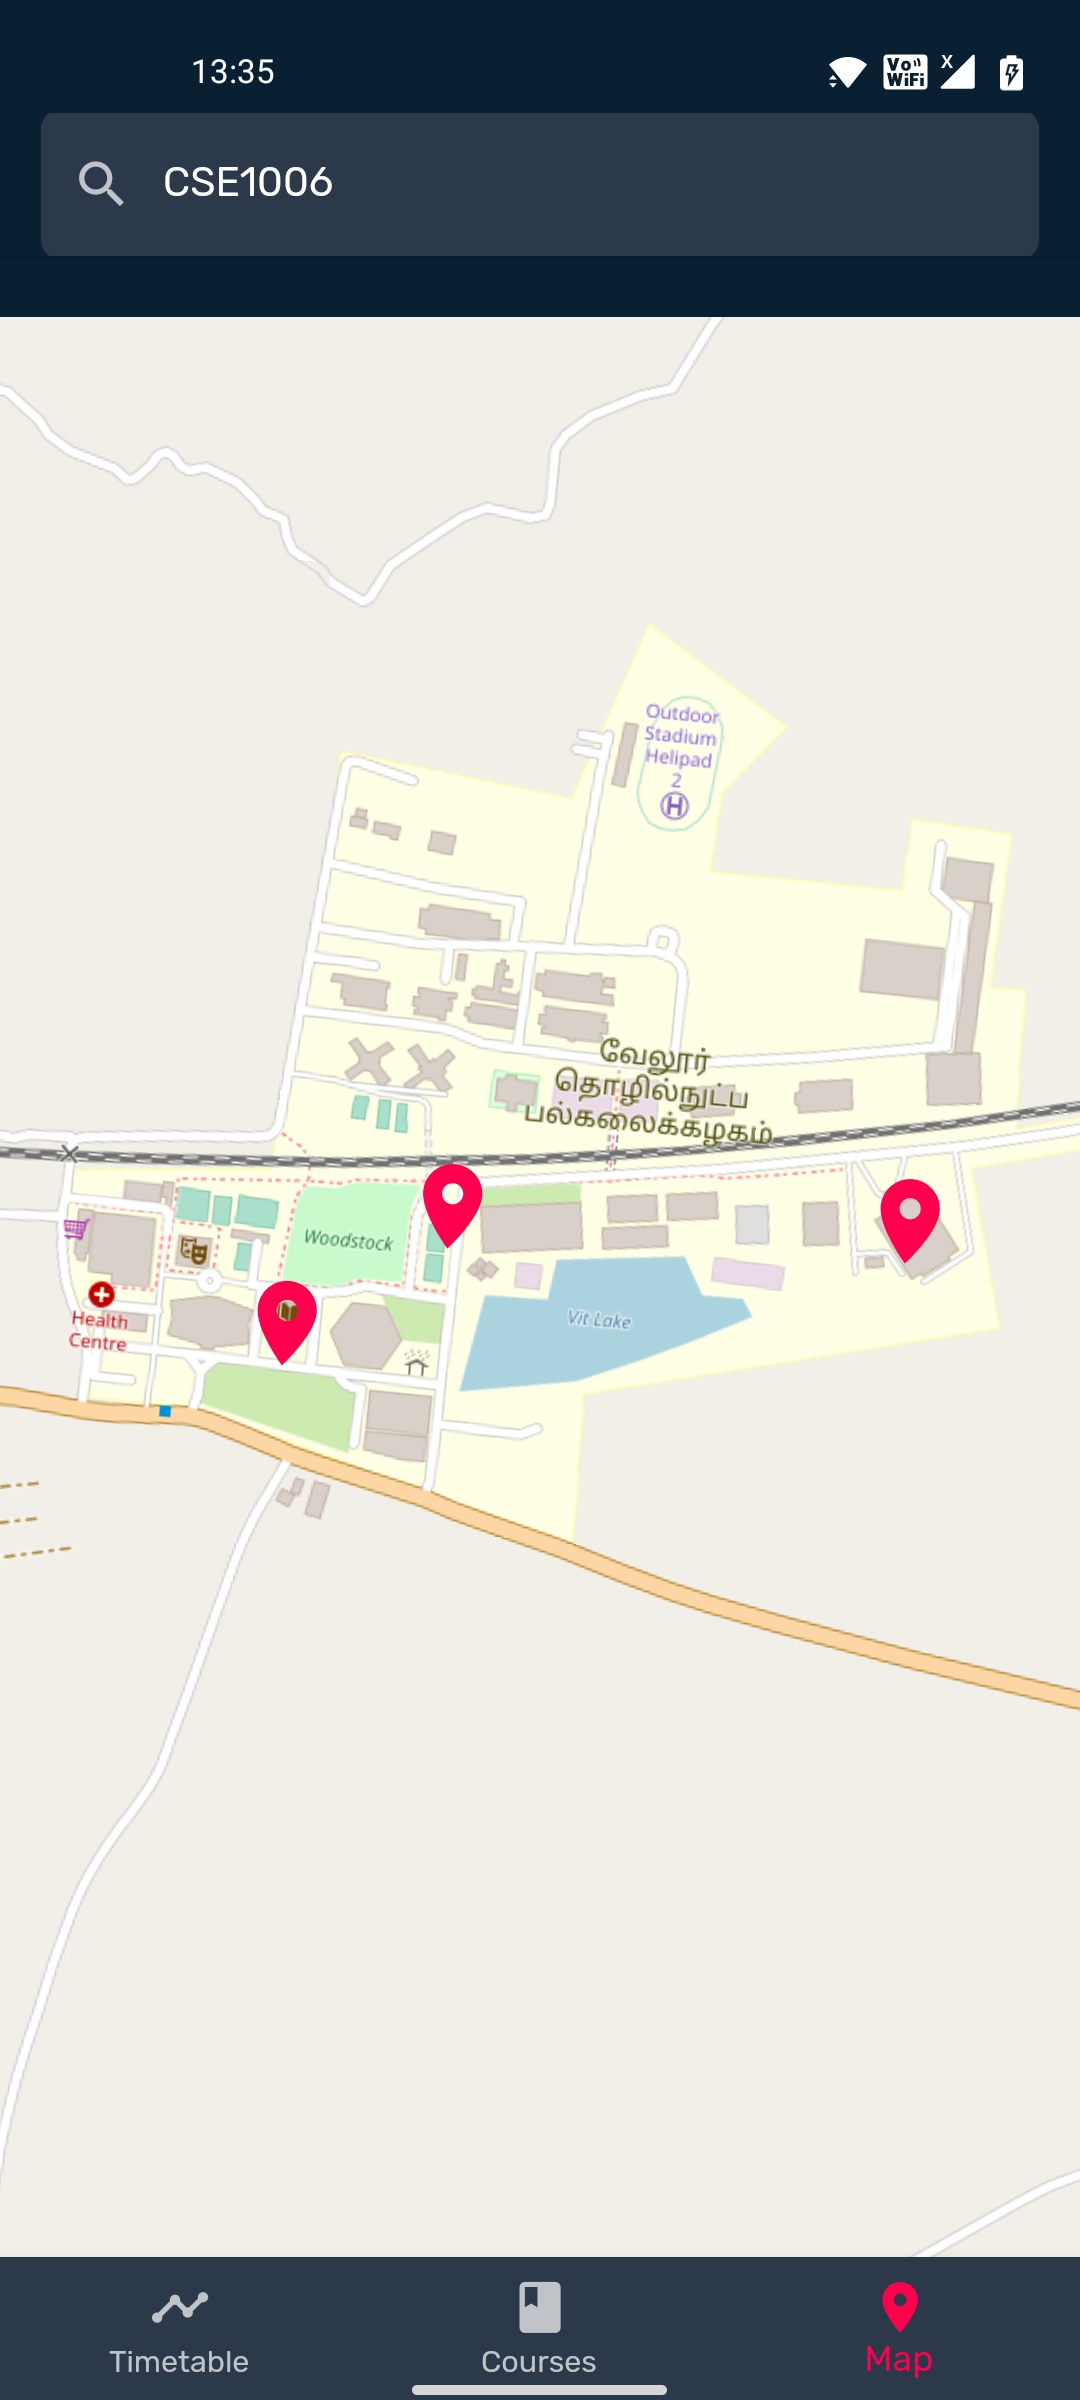 13:35
Vo
WiFi
X
CSE1006
Outdoor
Stadium
Helipad
2
H
வேலூர்
தொழில்நுட்ப
பல்கலைக்கழகம்
Woodstock
Health
Centre
Vit Lake
Timetable
Courses
Map